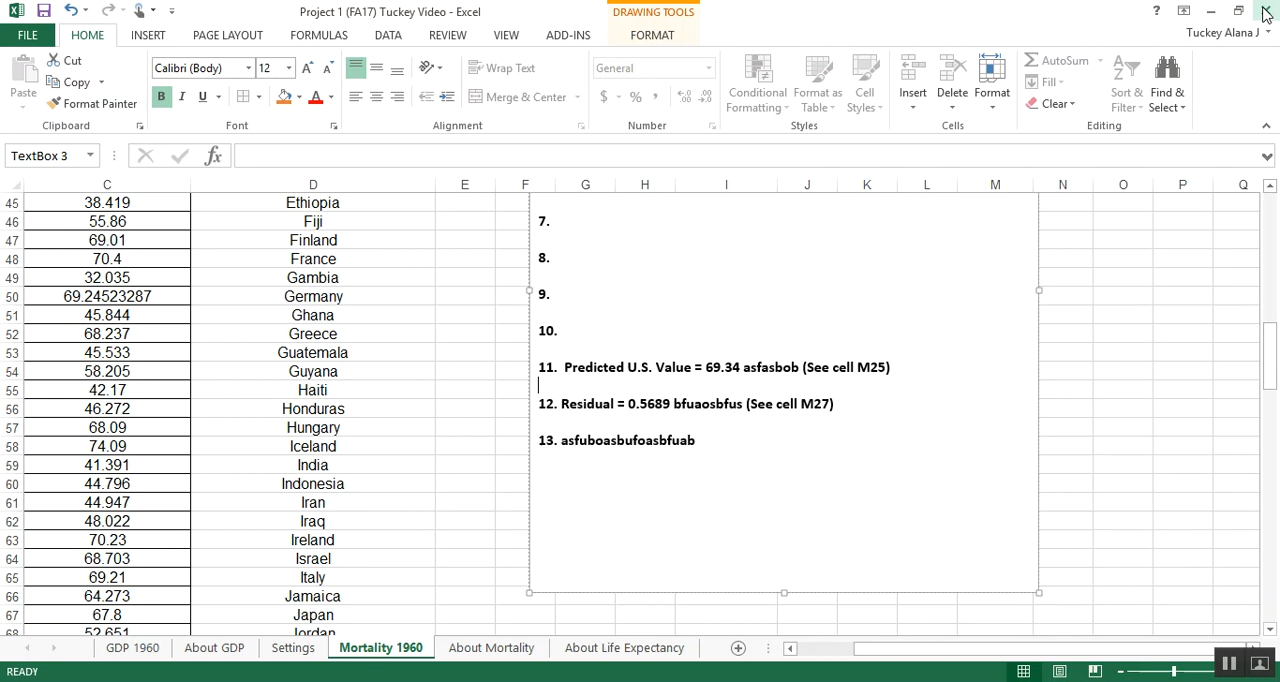 Project 1 (FA17) Tuckey Video - Excel
DRAWING TOOLS
?
FILE HOME INSERT PAGE LAYOUT FORMULAS DATA REVIEW VIEW ADD-INS FORMAT Tuckey Alana J
Paste
Cut
Copy
Format Painter
Clipboard
Calibri (Body) 12
B I U
Font
Wrap Text
Merge & Center
Alignment
General
$ % ,
Number
Conditional Formatting
Format as Table
Cell Styles
Styles
Insert Delete Format
Cells
AutoSum
Fill
Clear
Sort & Filter
Find & Select
Editing
TextBox 3 fx
C D E F G H I J K L M N O P Q
45 38.419 Ethiopia
46 55.86 Fiji
47 69.01 Finland
48 70.4 France
49 32.035 Gambia
50 69.24523287 Germany
51 45.844 Ghana
52 68.237 Greece
53 45.533 Guatemala
54 58.205 Guyana
55 42.17 Haiti
56 46.272 Honduras
57 68.09 Hungary
58 74.09 Iceland
59 41.391 India
60 44.796 Indonesia
61 44.947 Iran
62 48.022 Iraq
63 70.23 Ireland
64 68.703 Israel
65 69.21 Italy
66 64.273 Jamaica
67 67.8 Japan
68 52.651 Jordan
7.
8.
9.
10.
11. Predicted U.S. Value = 69.34 asfasbob (See cell M25)
12. Residual = 0.5689 bfuaosbfus (See cell M27)
13. asfuboasbufoasbfuab
GDP 1960 About GDP Settings Mortality 1960 About Mortality About Life Expectancy
READY